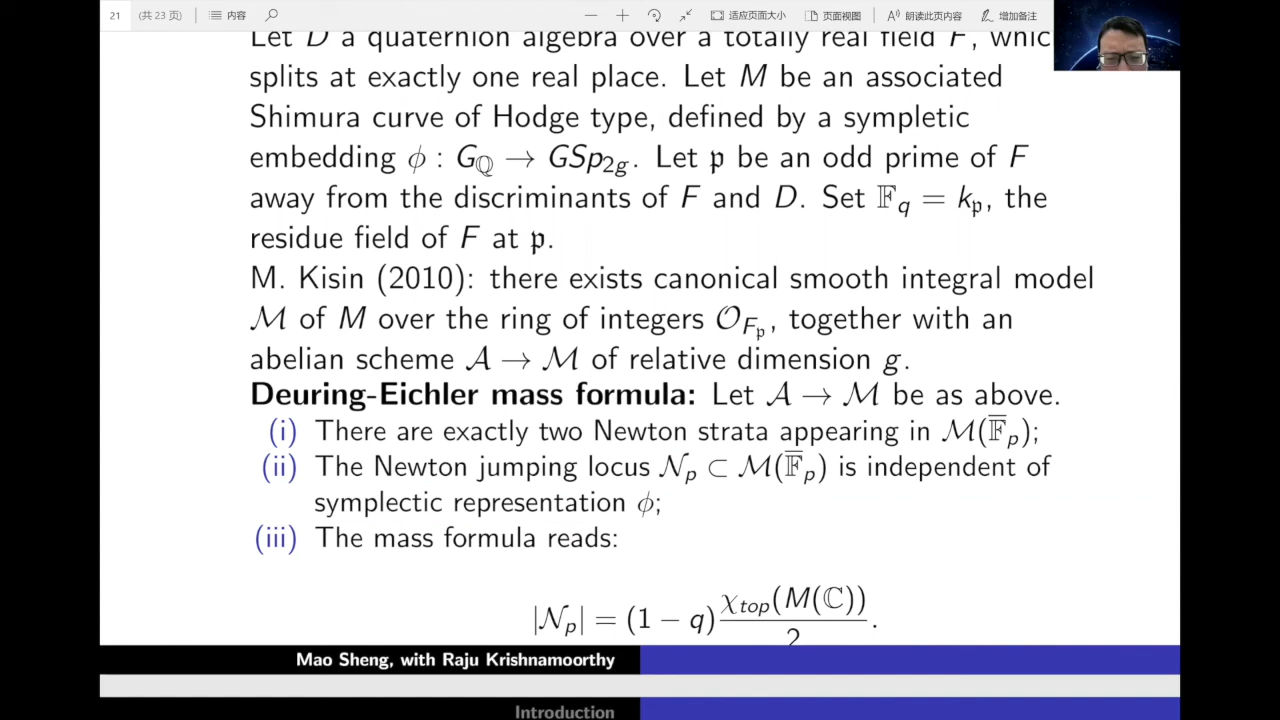 21 (共 23 页) 内容 适应页面大小 页面视图 朗读此页内容 增加备注
Let D a quaternion algebra over a totally real field F, whic
splits at exactly one real place. Let M be an associated
Shimura curve of Hodge type, defined by a sympletic
embedding ϕ : G_ℚ → GSp_{2g}. Let 𝔭 be an odd prime of F
away from the discriminants of F and D. Set 𝔽_q = k_𝔭, the
residue field of F at 𝔭.
M. Kisin (2010): there exists canonical smooth integral model
ℳ of M over the ring of integers 𝒪_{F_𝔭}, together with an
abelian scheme 𝒜 → ℳ of relative dimension g.
Deuring-Eichler mass formula: Let 𝒜 → ℳ be as above.
(i) There are exactly two Newton strata appearing in ℳ(𝔽̅_p);
(ii) The Newton jumping locus 𝒩_p ⊂ ℳ(𝔽̅_p) is independent of
symplectic representation ϕ;
(iii) The mass formula reads:
|𝒩_p| = (1 − q) χ_{top}(M(ℂ)) / 2.
Mao Sheng, with Raju Krishnamoorthy
Introduction